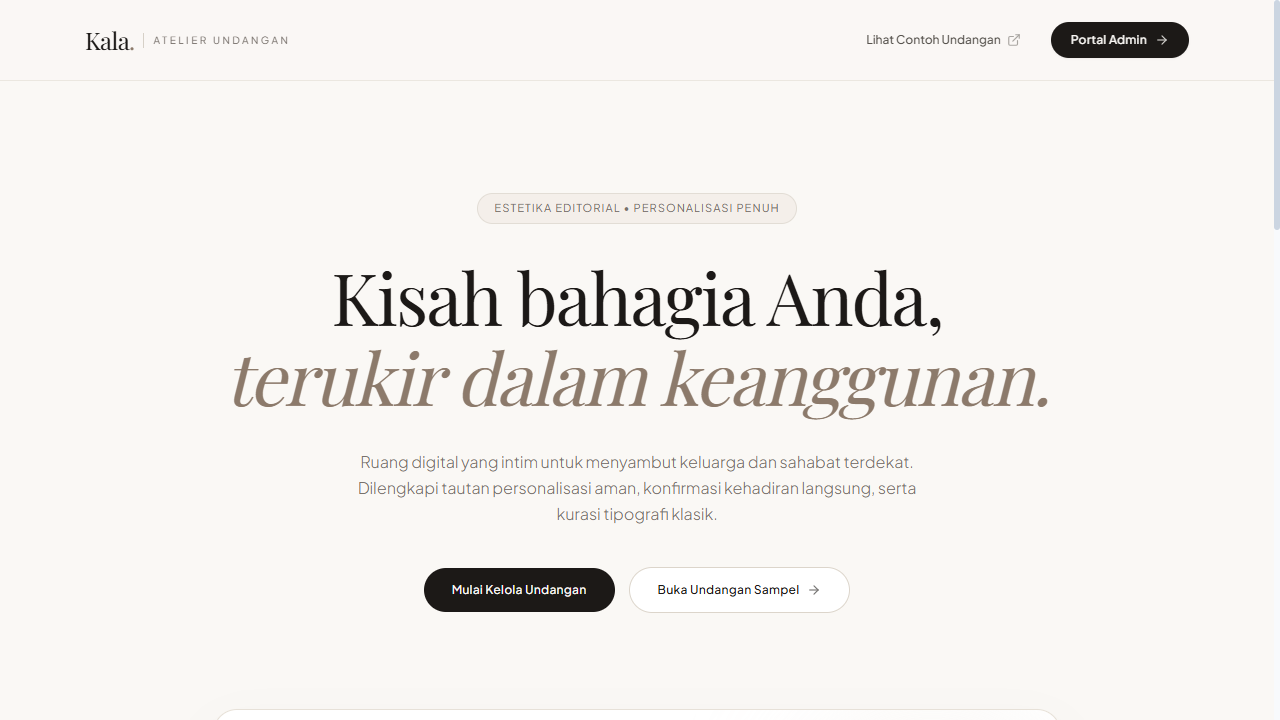 Kala.
ATELIER UNDANGAN
Lihat Contoh Undangan
Portal Admin
ESTETIKA EDITORIAL • PERSONALISASI PENUH
Kisah bahagia Anda,
terukir dalam keanggunan.
Ruang digital yang intim untuk menyambut keluarga dan sahabat terdekat.
Dilengkapi tautan personalisasi aman, konfirmasi kehadiran langsung, serta
kurasi tipografi klasik.
Mulai Kelola Undangan
Buka Undangan Sampel